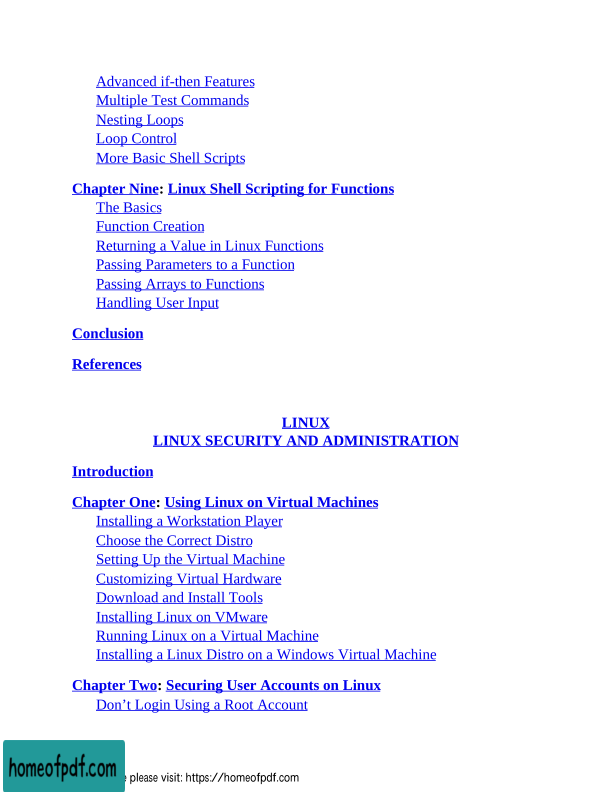 Advanced if-then Features
Multiple Test Commands
Nesting Loops
Loop Control
More Basic Shell Scripts
Chapter Nine: Linux Shell Scripting for Functions
The Basics
Function Creation
Returning a Value in Linux Functions
Passing Parameters to a Function
Passing Arrays to Functions
Handling User Input
Conclusion
References
LINUX
LINUX SECURITY AND ADMINISTRATION
Introduction
Chapter One: Using Linux on Virtual Machines
Installing a Workstation Player
Choose the Correct Distro
Setting Up the Virtual Machine
Customizing Virtual Hardware
Download and Install Tools
Installing Linux on VMware
Running Linux on a Virtual Machine
Installing a Linux Distro on a Windows Virtual Machine
Chapter Two: Securing User Accounts on Linux
Don’t Login Using a Root Account
homeofpdf.com
please visit: https://homeofpdf.com